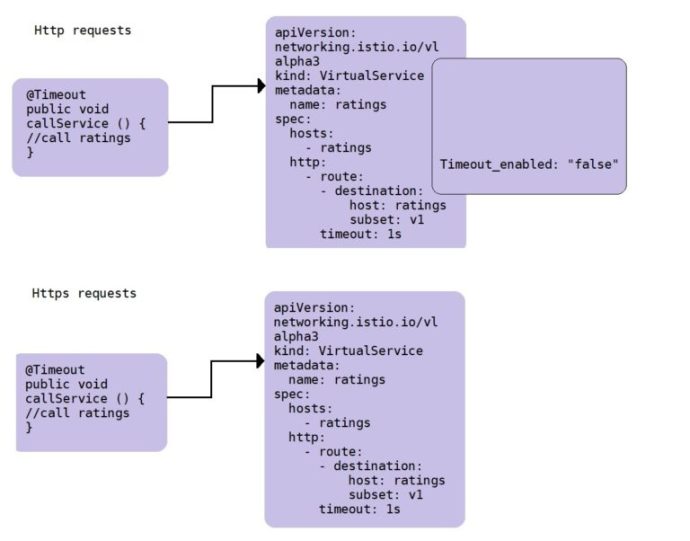 Http requests
@Timeout
public void
callService () {
//call ratings
}
apiVersion:
networking.istio.io/vl
alpha3
kind: VirtualService
metadata:
  name: ratings
spec:
  hosts:
    - ratings
  http:
    - route:
      - destination:
          host: ratings
          subset: v1
      timeout: 1s
Timeout_enabled: "false"
Https requests
@Timeout
public void
callService () {
//call ratings
}
apiVersion:
networking.istio.io/vl
alpha3
kind: VirtualService
metadata:
  name: ratings
spec:
  hosts:
    - ratings
  http:
    - route:
      - destination:
          host: ratings
          subset: v1
      timeout: 1s